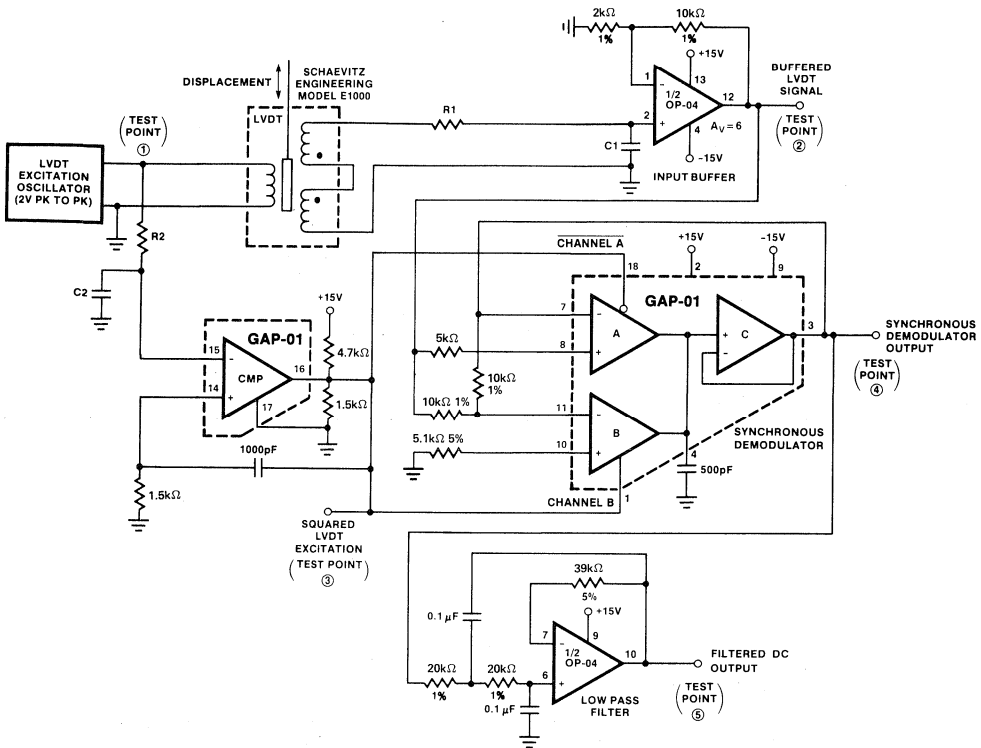 2kΩ
1%
10kΩ
1%
+15V
13
1
1/2
OP-04
12
2
+
4
-15V
AV=6
INPUT BUFFER
BUFFERED
LVDT
SIGNAL
(TEST
POINT)
②
DISPLACEMENT
SCHAEVITZ
ENGINEERING
MODEL E1000
LVDT
R1
C1
(TEST
POINT)
①
LVDT
EXCITATION
OSCILLATOR
(2V PK TO PK)
R2
C2
CHANNEL A
18
+15V
2
-15V
9
GAP-01
7
−
A
8
+
+
C
−
3
SYNCHRONOUS
DEMODULATOR
OUTPUT
(TEST
POINT)
④
5kΩ
10kΩ
1%
10kΩ 1%
11
−
B
10
+
5.1kΩ 5%
4
500pF
SYNCHRONOUS
DEMODULATOR
CHANNEL B
1
+15V
GAP-01
4.7kΩ
15
−
CMP
16
14
+
17
1.5kΩ
1000pF
1.5kΩ
SQUARED
LVDT
EXCITATION
(TEST POINT)
③
39kΩ
5%
+15V
0.1μF
7
−
9
1/2
OP-04
10
6
+
20kΩ
1%
20kΩ
1%
0.1μF
LOW PASS
FILTER
FILTERED DC
OUTPUT
(TEST
POINT)
⑤